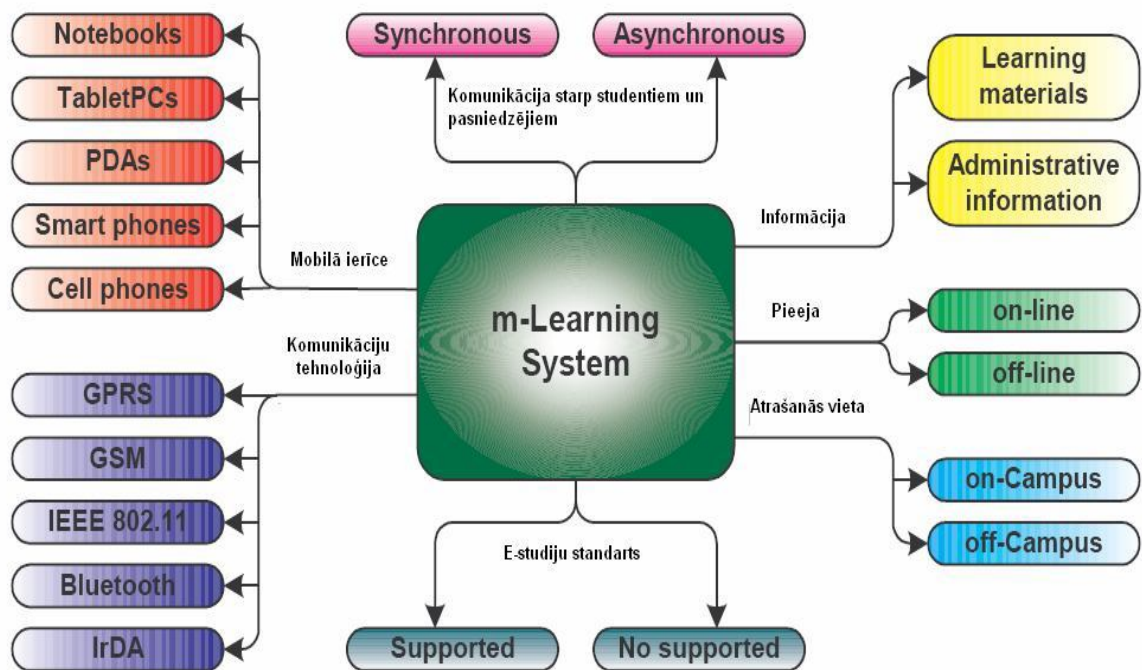 Notebooks
TabletPCs
PDAs
Smart phones
Cell phones
Mobilā ierīce
Synchronous
Asynchronous
Komunikācija starp studentiem un
pasniedzējiem
Learning
materials
Administrative
information
Informācija
m-Learning
System
Pieeja
on-line
off-line
Atrašanās vieta
on-Campus
off-Campus
Komunikāciju
tehnoloģija
GPRS
GSM
IEEE 802.11
Bluetooth
IrDA
E-studiju standarts
Supported
No supported